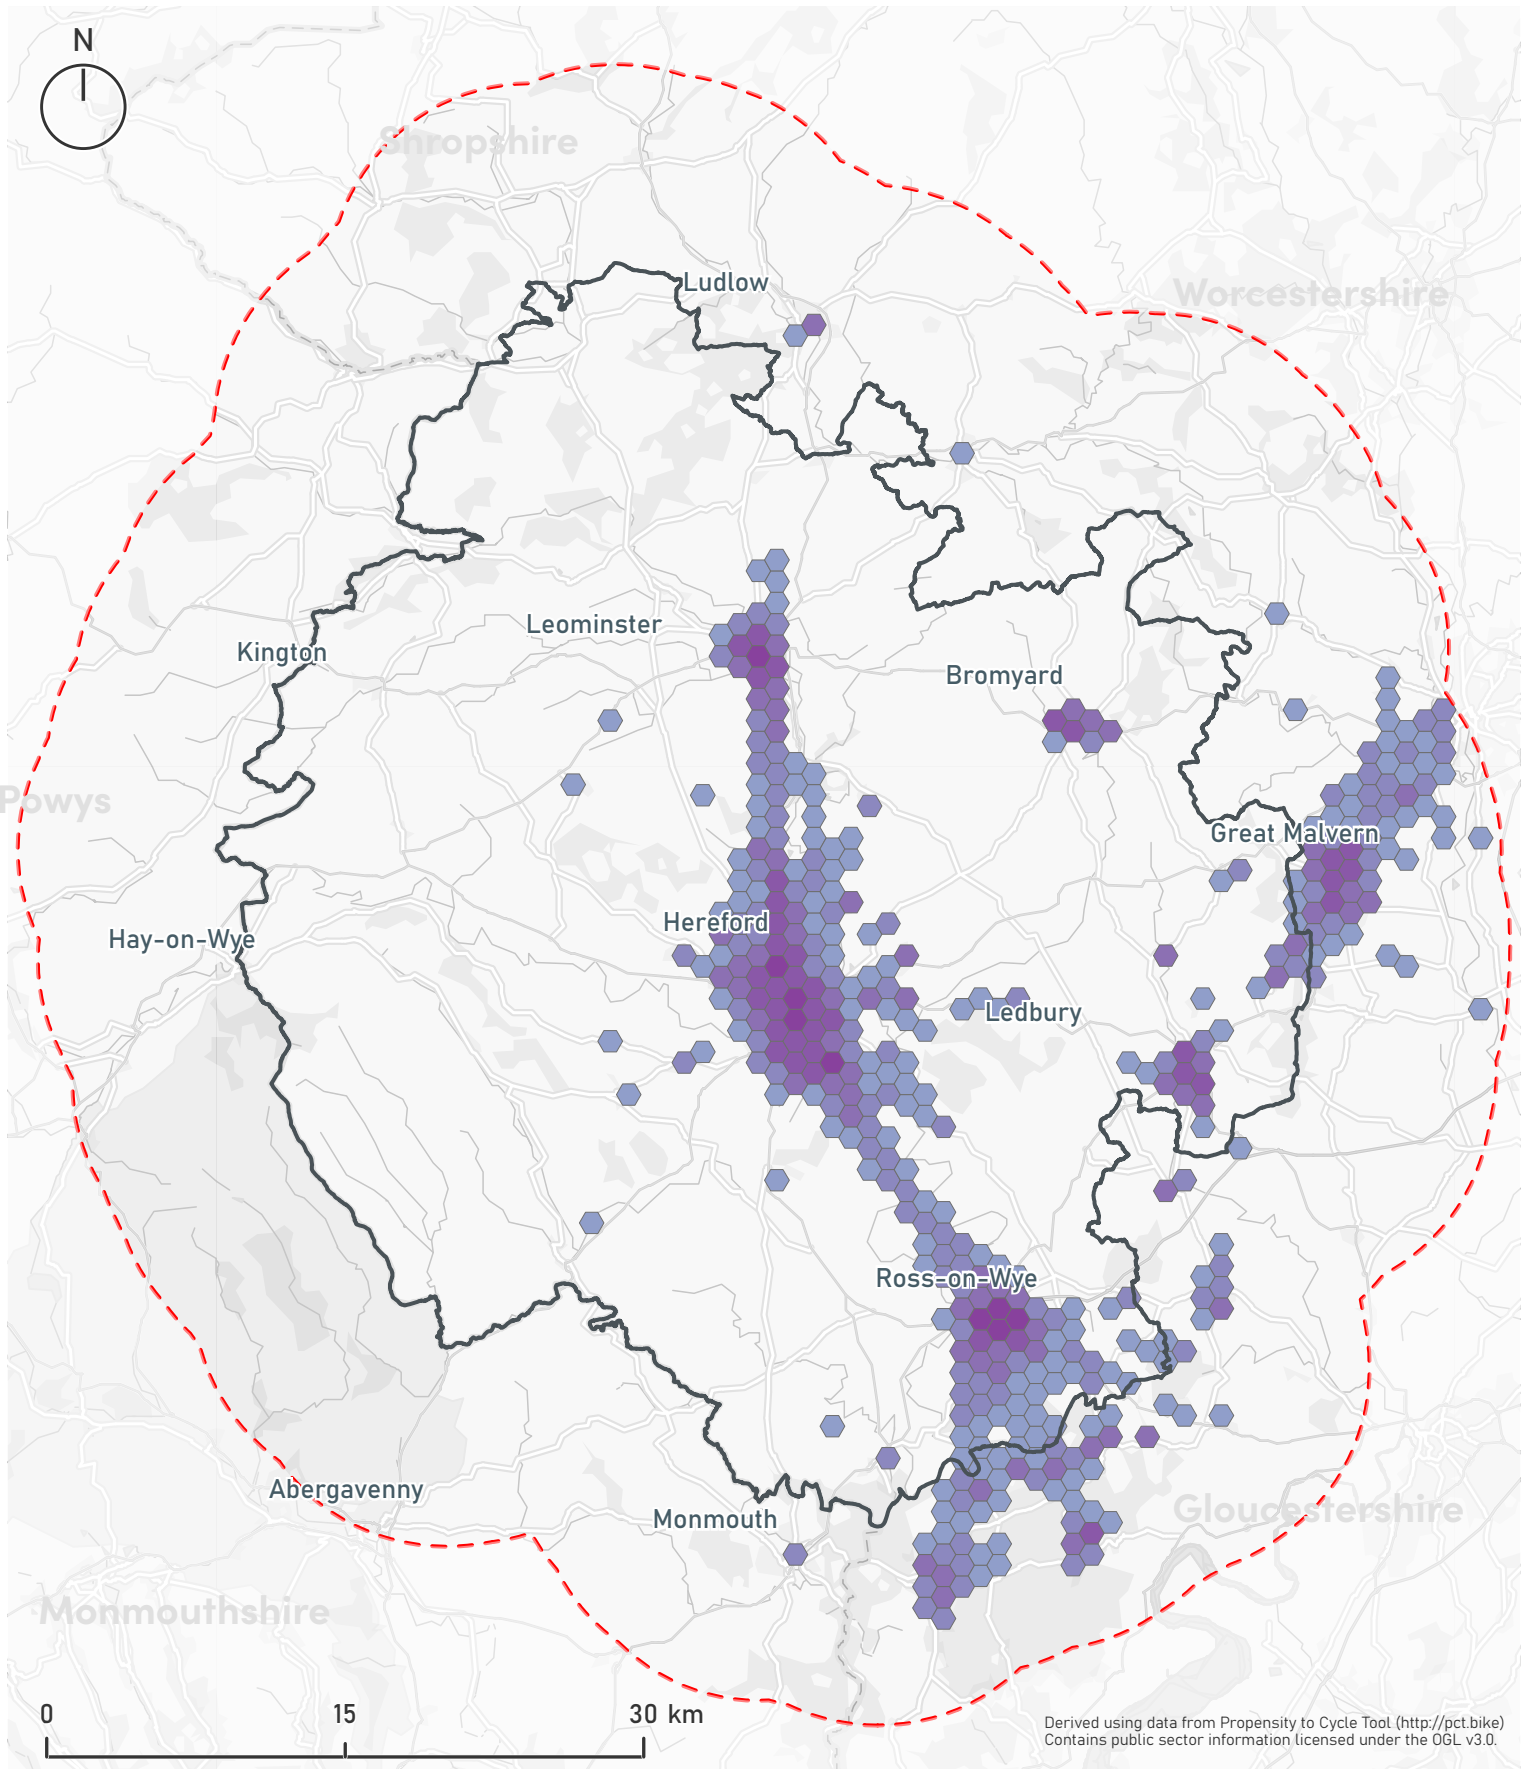 N
Shropshire
Ludlow
Worcestershire
Leominster
Kington
Bromyard
Powys
Great Malvern
Hereford
Hay-on-Wye
Ledbury
Ross-on-Wye
Abergavenny
Monmouth
Gloucestershire
Monmouthshire
0 15 30 km
Derived using data from Propensity to Cycle Tool (http://pct.bike)
Contains public sector information licensed under the OGL v3.0.